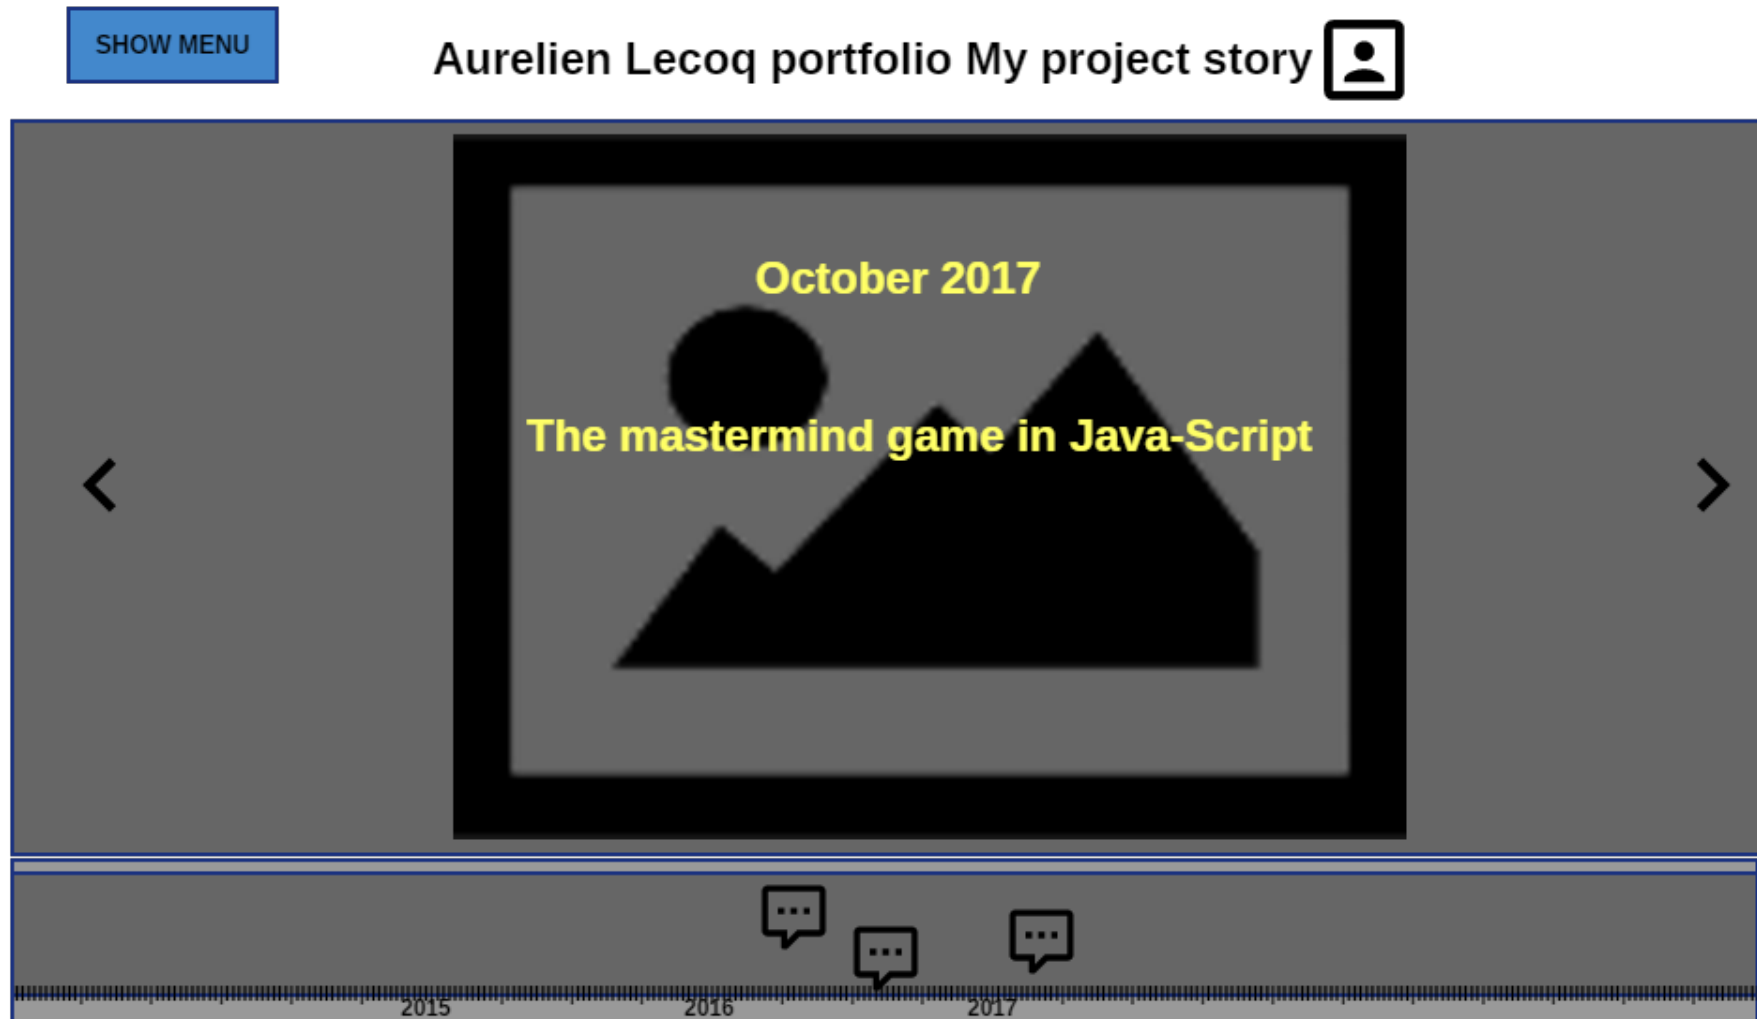 SHOW MENU
Aurelien Lecoq portfolio My project story
October 2017
The mastermind game in Java-Script
2015 2016 2017